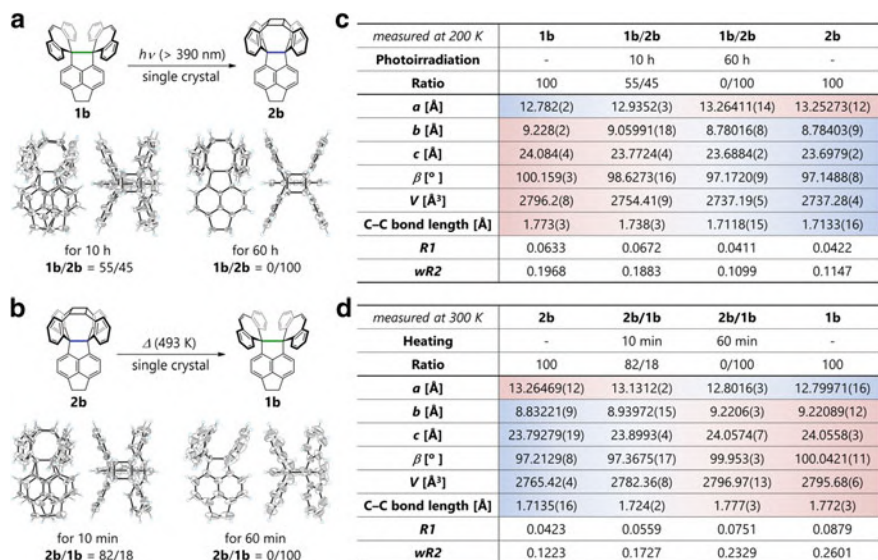 a
hν (> 390 nm)
single crystal
1b
2b
for 10 h
1b/2b = 55/45
for 60 h
1b/2b = 0/100
b
Δ (493 K)
single crystal
2b
1b
for 10 min
2b/1b = 82/18
for 60 min
2b/1b = 0/100
c
measured at 200 K 1b 1b/2b 1b/2b 2b
Photoirradiation - 10 h 60 h -
Ratio 100 55/45 0/100 100
a [Å] 12.782(2) 12.9352(3) 13.26411(14) 13.25273(12)
b [Å] 9.228(2) 9.05991(18) 8.78016(8) 8.78403(9)
c [Å] 24.084(4) 23.7724(4) 23.6884(2) 23.6979(2)
β [°] 100.159(3) 98.6273(16) 97.1720(9) 97.1488(8)
V [Å³] 2796.2(8) 2754.41(9) 2737.19(5) 2737.28(4)
C–C bond length [Å] 1.773(3) 1.738(3) 1.7118(15) 1.7133(16)
R1 0.0633 0.0672 0.0411 0.0422
wR2 0.1968 0.1883 0.1099 0.1147
d
measured at 300 K 2b 2b/1b 2b/1b 1b
Heating - 10 min 60 min -
Ratio 100 82/18 0/100 100
a [Å] 13.26469(12) 13.1312(2) 12.8016(3) 12.79971(16)
b [Å] 8.83221(9) 8.93972(15) 9.2206(3) 9.22089(12)
c [Å] 23.79279(19) 23.8993(4) 24.0574(7) 24.0558(3)
β [°] 97.2129(8) 97.3675(17) 99.953(3) 100.0421(11)
V [Å³] 2765.42(4) 2782.36(8) 2796.97(13) 2795.68(6)
C–C bond length [Å] 1.7135(16) 1.724(2) 1.777(3) 1.772(3)
R1 0.0423 0.0559 0.0751 0.0879
wR2 0.1223 0.1727 0.2329 0.2601